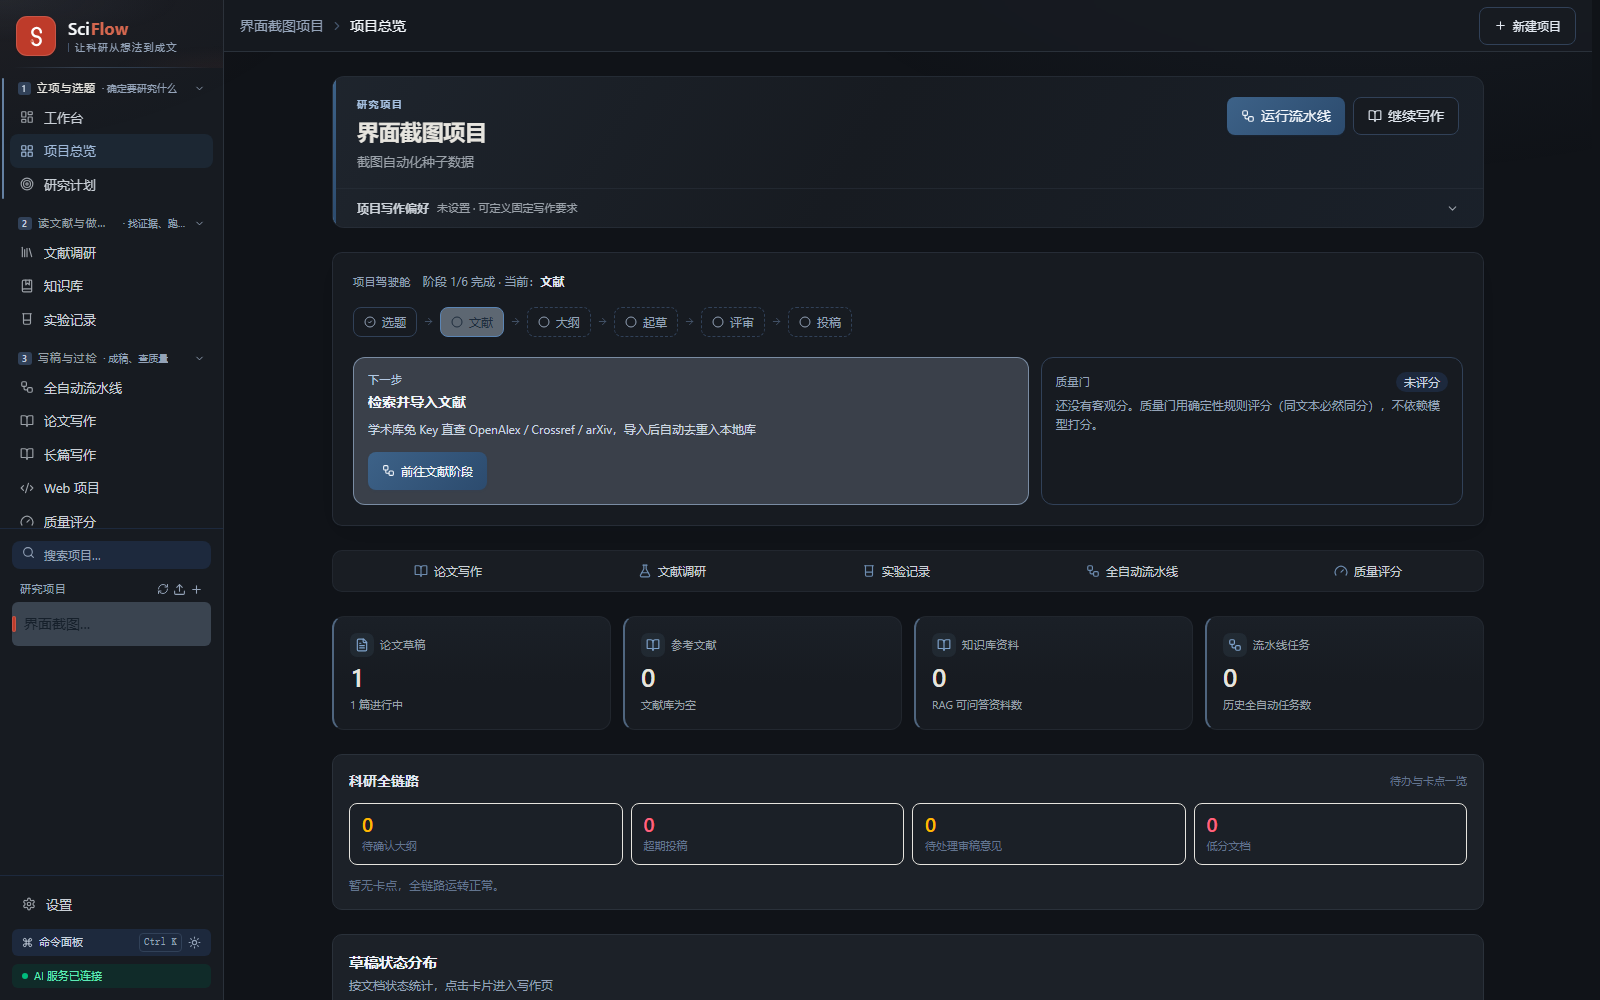 S
SciFlow
| 让科研从想法到成文
1 立项与选题 · 确定要研究什么
工作台
项目总览
研究计划
2 读文献与做... · 找证据、跑...
文献调研
知识库
实验记录
3 写稿与过检 · 成稿、查质量
全自动流水线
论文写作
长篇写作
Web 项目
质量评分
搜索项目...
研究项目
界面截图...
设置
命令面板 Ctrl K
AI 服务已连接
界面截图项目 项目总览
新建项目
研究项目
界面截图项目
截图自动化种子数据
运行流水线 继续写作
项目写作偏好 未设置 · 可定义固定写作要求
项目驾驶舱 阶段 1/6 完成 · 当前：文献
选题 → 文献 → 大纲 → 起草 → 评审 → 投稿
下一步
检索并导入文献
学术库免 Key 直查 OpenAlex / Crossref / arXiv，导入后自动去重入本地库
前往文献阶段
质量门 未评分
还没有客观分。质量门用确定性规则评分（同文本必然同分），不依赖模
型打分。
论文写作 文献调研 实验记录 全自动流水线 质量评分
论文草稿
1
1 篇进行中
参考文献
0
文献库为空
知识库资料
0
RAG 可问答资料数
流水线任务
0
历史全自动任务数
科研全链路 待办与卡点一览
0
待确认大纲
0
超期投稿
0
待处理审稿意见
0
低分文档
暂无卡点，全链路运转正常。
草稿状态分布
按文档状态统计，点击卡片进入写作页